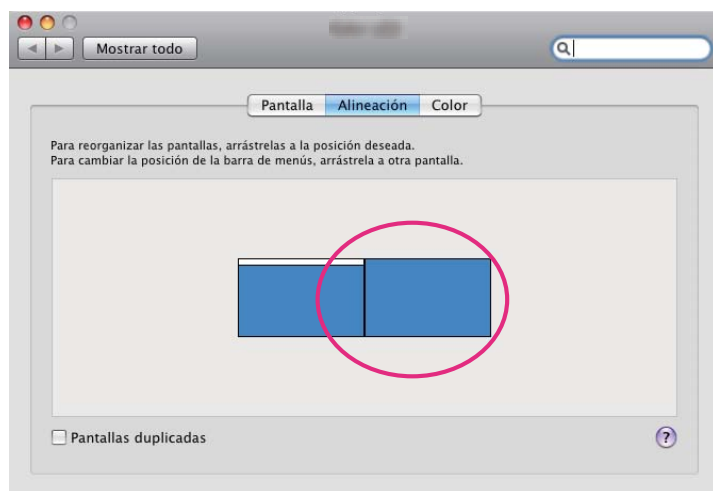 Mostrar todo
Pantalla Alineación Color
Para reorganizar las pantallas, arrástrelas a la posición deseada.
Para cambiar la posición de la barra de menús, arrástrela a otra pantalla.
Pantallas duplicadas
?